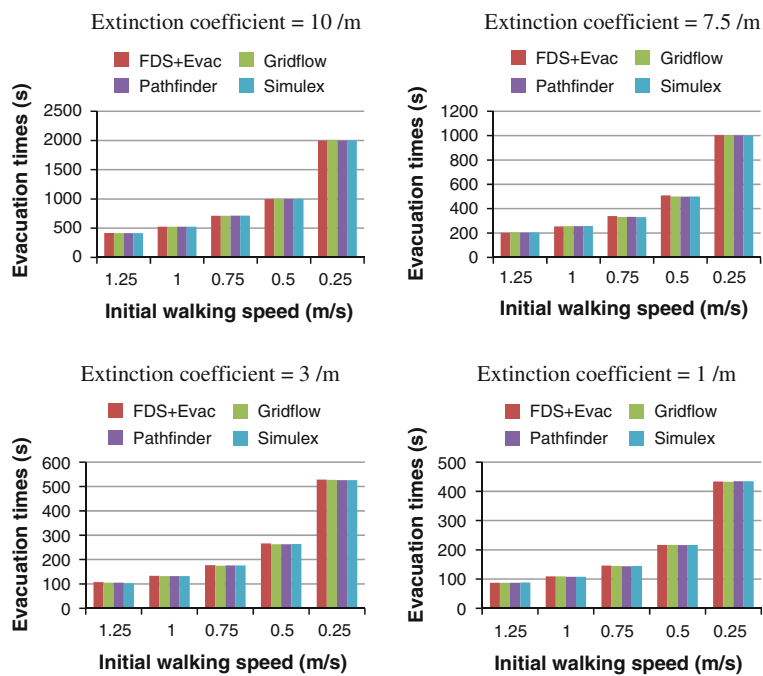 Extinction coefficient = 10 /m
FDS+Evac Gridflow
Pathfinder Simulex
Evacuation times (s)
2500
2000
1500
1000
500
0
1.25 1 0.75 0.5 0.25
Initial walking speed (m/s)
Extinction coefficient = 7.5 /m
FDS+Evac Gridflow
Pathfinder Simulex
Evacuation times (s)
1200
1000
800
600
400
200
0
1.25 1 0.75 0.5 0.25
Initial walking speed (m/s)
Extinction coefficient = 3 /m
FDS+Evac Gridflow
Pathfinder Simulex
Evacuation times (s)
600
500
400
300
200
100
0
1.25 1 0.75 0.5 0.25
Initial walking speed (m/s)
Extinction coefficient = 1 /m
FDS+Evac Gridflow
Pathfinder Simulex
Evacuation times (s)
500
400
300
200
100
0
1.25 1 0.75 0.5 0.25
Initial walking speed (m/s)